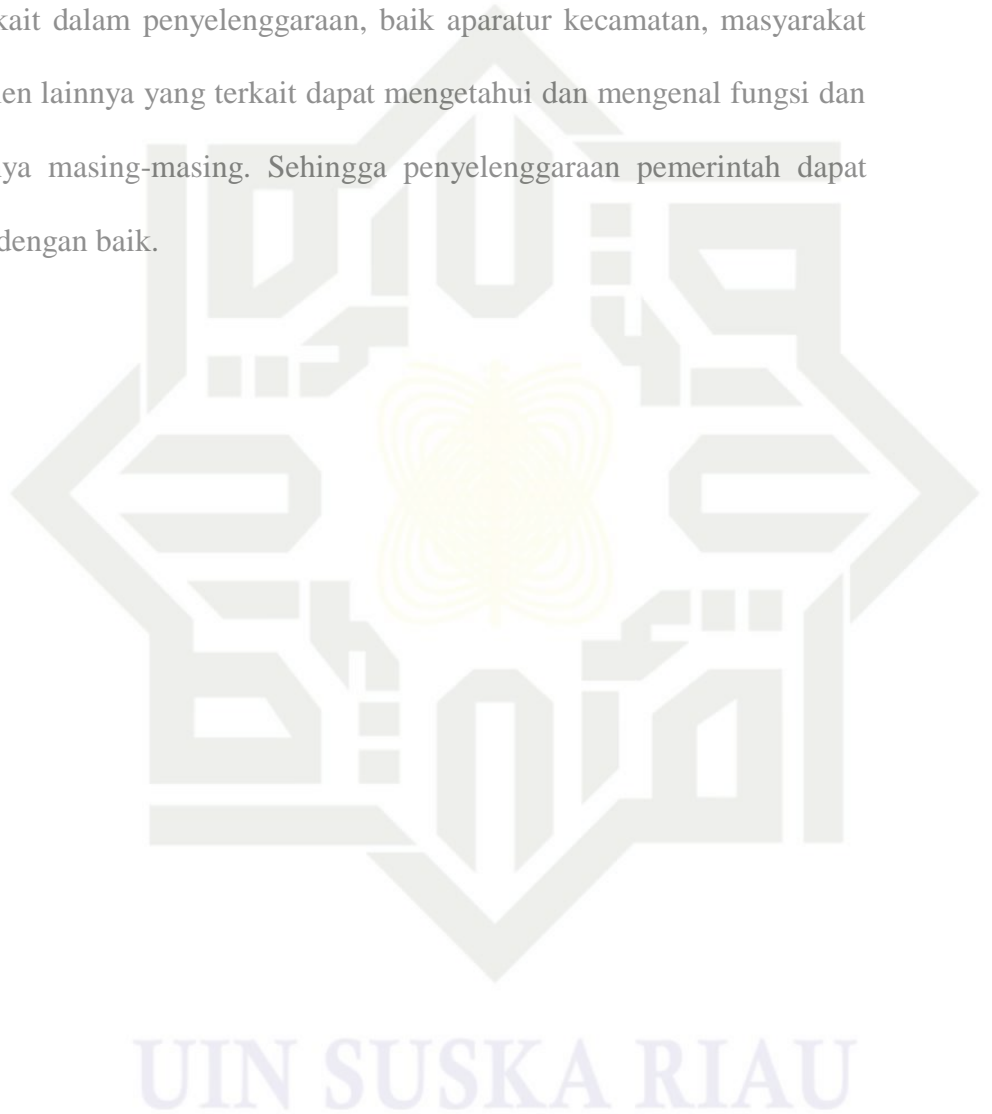 kait dalam penyelenggaraan, baik aparatur kecamatan, masyarakat
en lainnya yang terkait dapat mengetahui dan mengenal fungsi dan
ya masing-masing. Sehingga penyelenggaraan pemerintah dapat
dengan baik.
UIN SUSKA RIAU